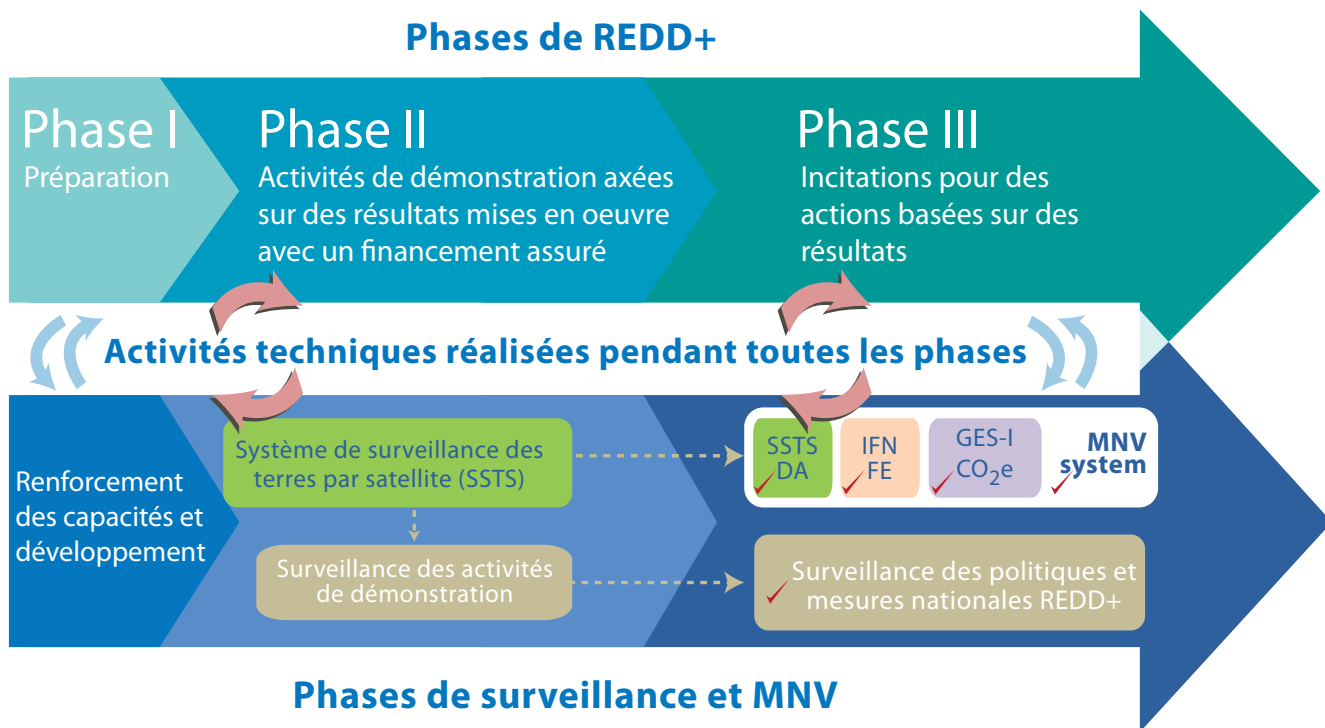 Phases de REDD+
Phase I
Préparation
Phase II
Activités de démonstration axées
sur des résultats mises en oeuvre
avec un financement assuré
Phase III
Incitations pour des
actions basées sur des
résultats
Activités techniques réalisées pendant toutes les phases
Renforcement
des capacités et
développement
Système de surveillance des
terres par satellite (SSTS)
Surveillance des activités
de démonstration
SSTS
DA
IFN
FE
GES-I
CO₂e
MNV
system
Surveillance des politiques et
mesures nationales REDD+
Phases de surveillance et MNV